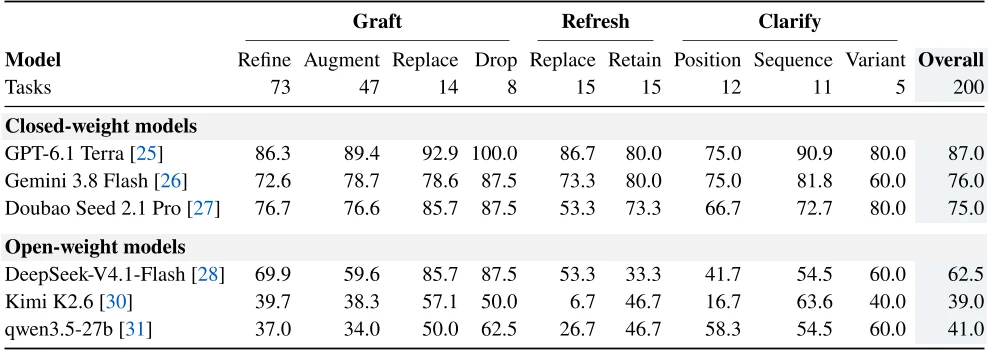 Graft Refresh Clarify
Model Refine Augment Replace Drop Replace Retain Position Sequence Variant Overall
Tasks 73 47 14 8 15 15 12 11 5 200
Closed-weight models
GPT-6.1 Terra [25] 86.3 89.4 92.9 100.0 86.7 80.0 75.0 90.9 80.0 87.0
Gemini 3.8 Flash [26] 72.6 78.7 78.6 87.5 73.3 80.0 75.0 81.8 60.0 76.0
Doubao Seed 2.1 Pro [27] 76.7 76.6 85.7 87.5 53.3 73.3 66.7 72.7 80.0 75.0
Open-weight models
DeepSeek-V4.1-Flash [28] 69.9 59.6 85.7 87.5 53.3 33.3 41.7 54.5 60.0 62.5
Kimi K2.6 [30] 39.7 38.3 57.1 50.0 6.7 46.7 16.7 63.6 40.0 39.0
qwen3.5-27b [31] 37.0 34.0 50.0 62.5 26.7 46.7 58.3 54.5 60.0 41.0